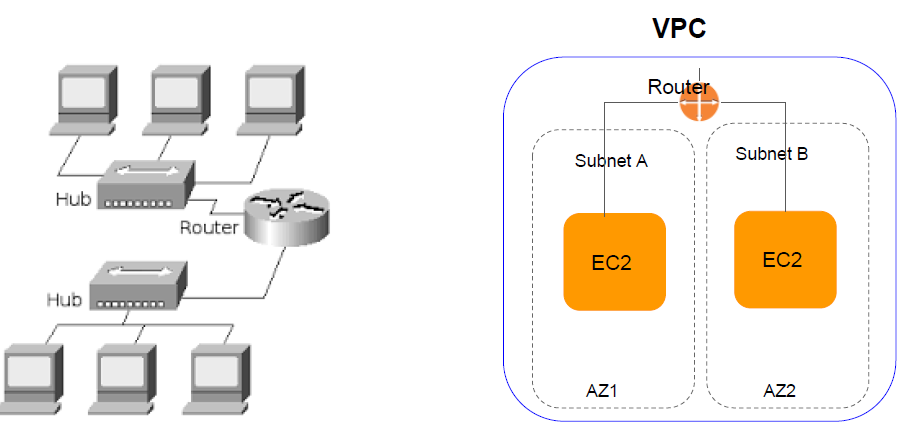 VPC
Hub
Router
Hub
Router
Subnet A
Subnet B
EC2
EC2
AZ1
AZ2